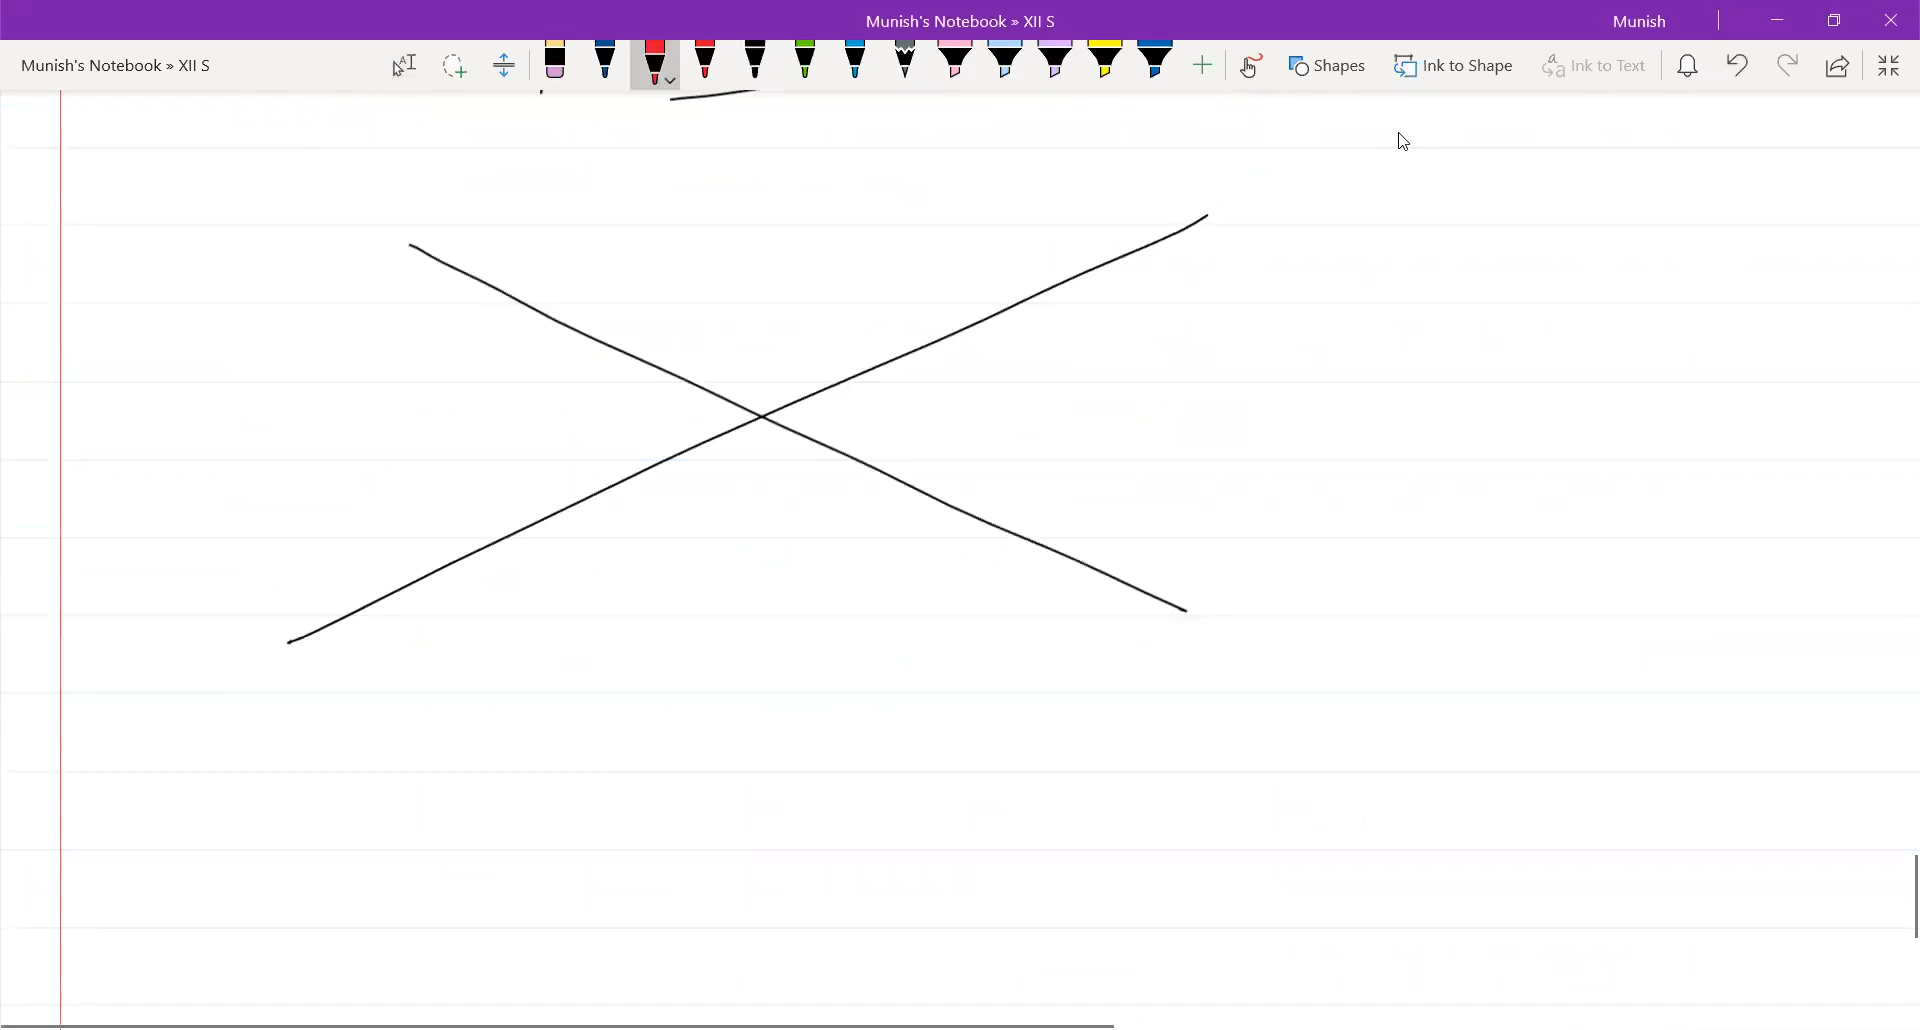 Munish's Notebook » XII S
Munish
Munish's Notebook » XII S
Shapes
Ink to Shape
Ink to Text